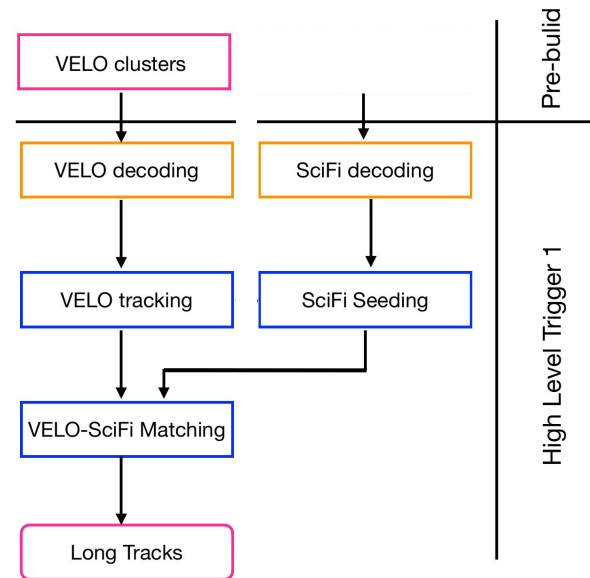 VELO clusters
Pre-bulid
VELO decoding
SciFi decoding
VELO tracking
SciFi Seeding
High Level Trigger 1
VELO-SciFi Matching
Long Tracks